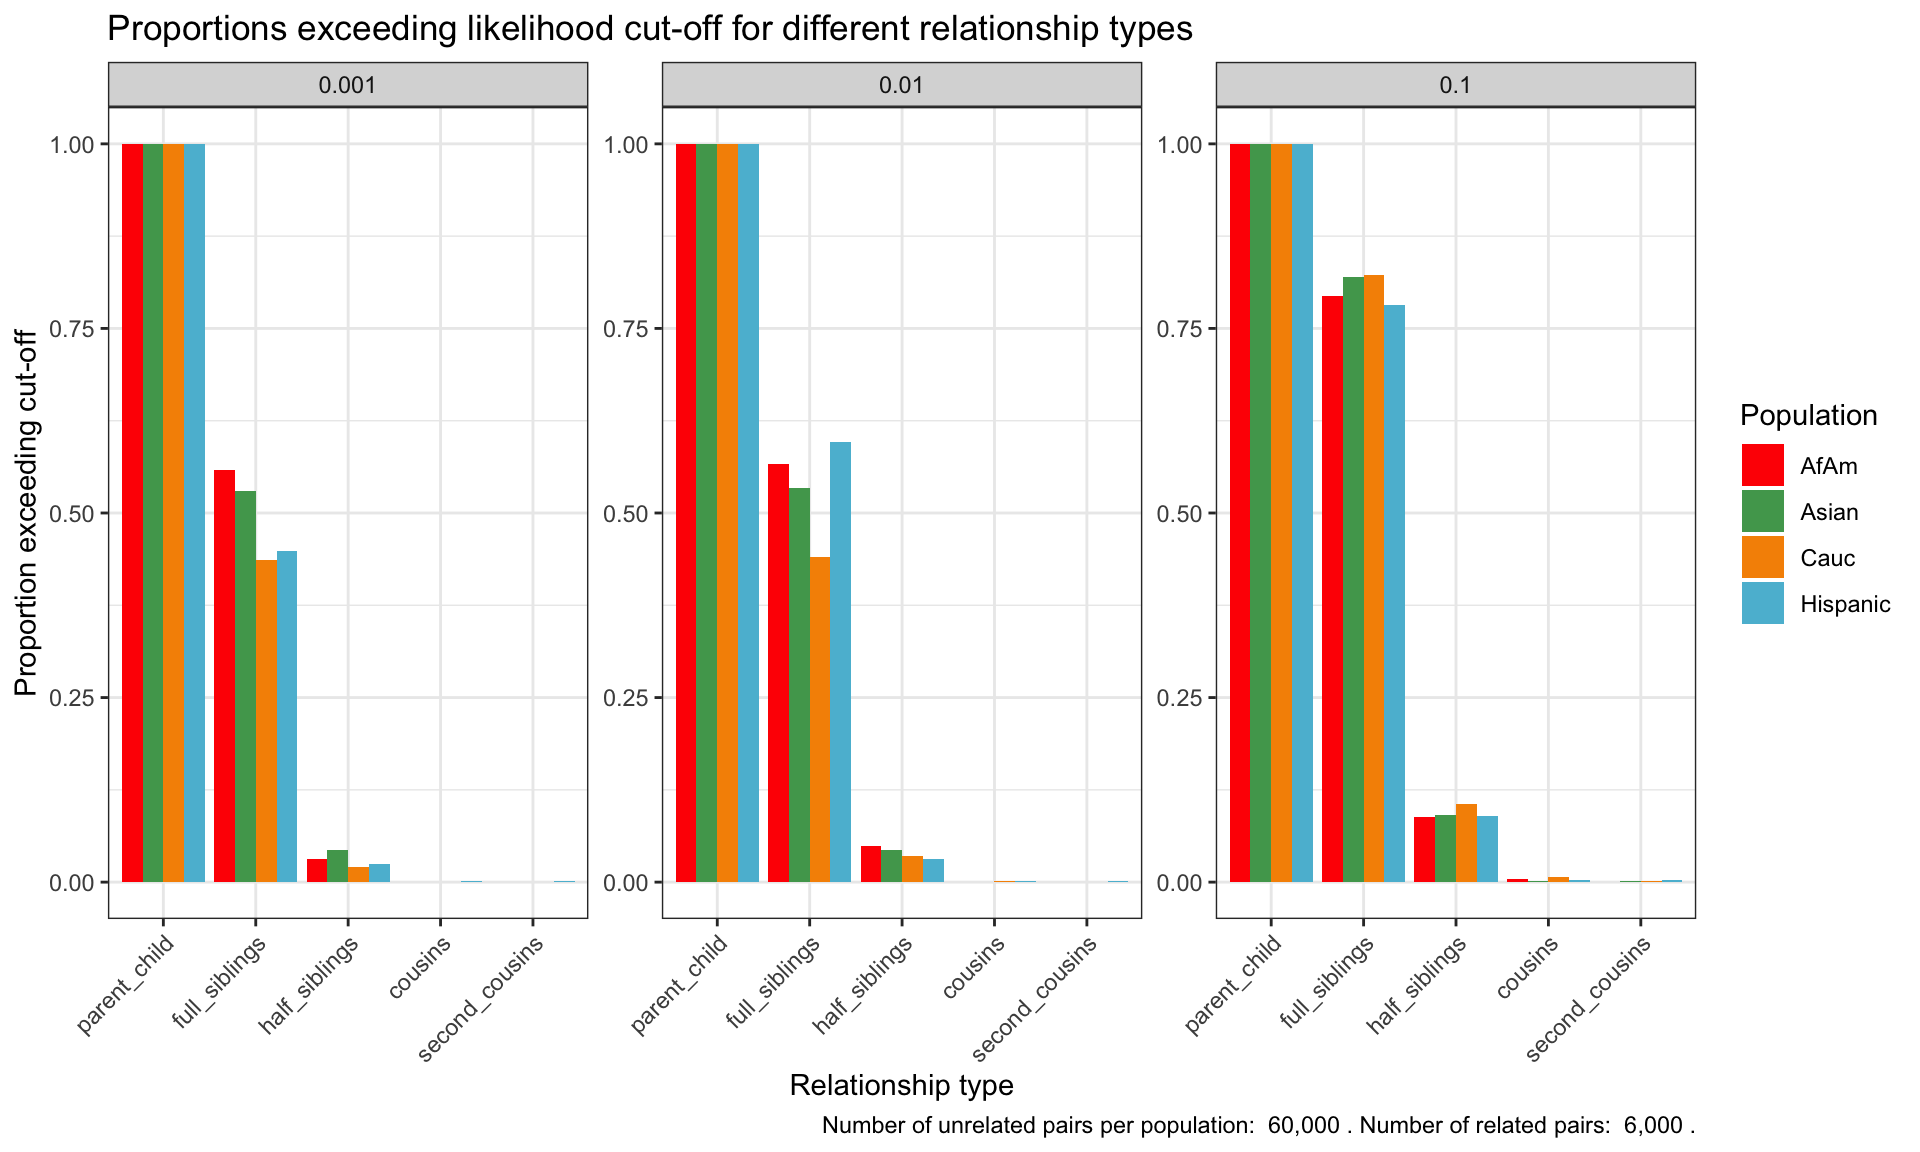 Proportions exceeding likelihood cut-off for different relationship types
0.001
0.01
0.1
Proportion exceeding cut-off
1.00
0.75
0.50
0.25
0.00
1.00
0.75
0.50
0.25
0.00
1.00
0.75
0.50
0.25
0.00
parent_child
full_siblings
half_siblings
cousins
second_cousins
parent_child
full_siblings
half_siblings
cousins
second_cousins
parent_child
full_siblings
half_siblings
cousins
second_cousins
Relationship type
Population
AfAm
Asian
Cauc
Hispanic
Number of unrelated pairs per population:  60,000 . Number of related pairs:  6,000 .